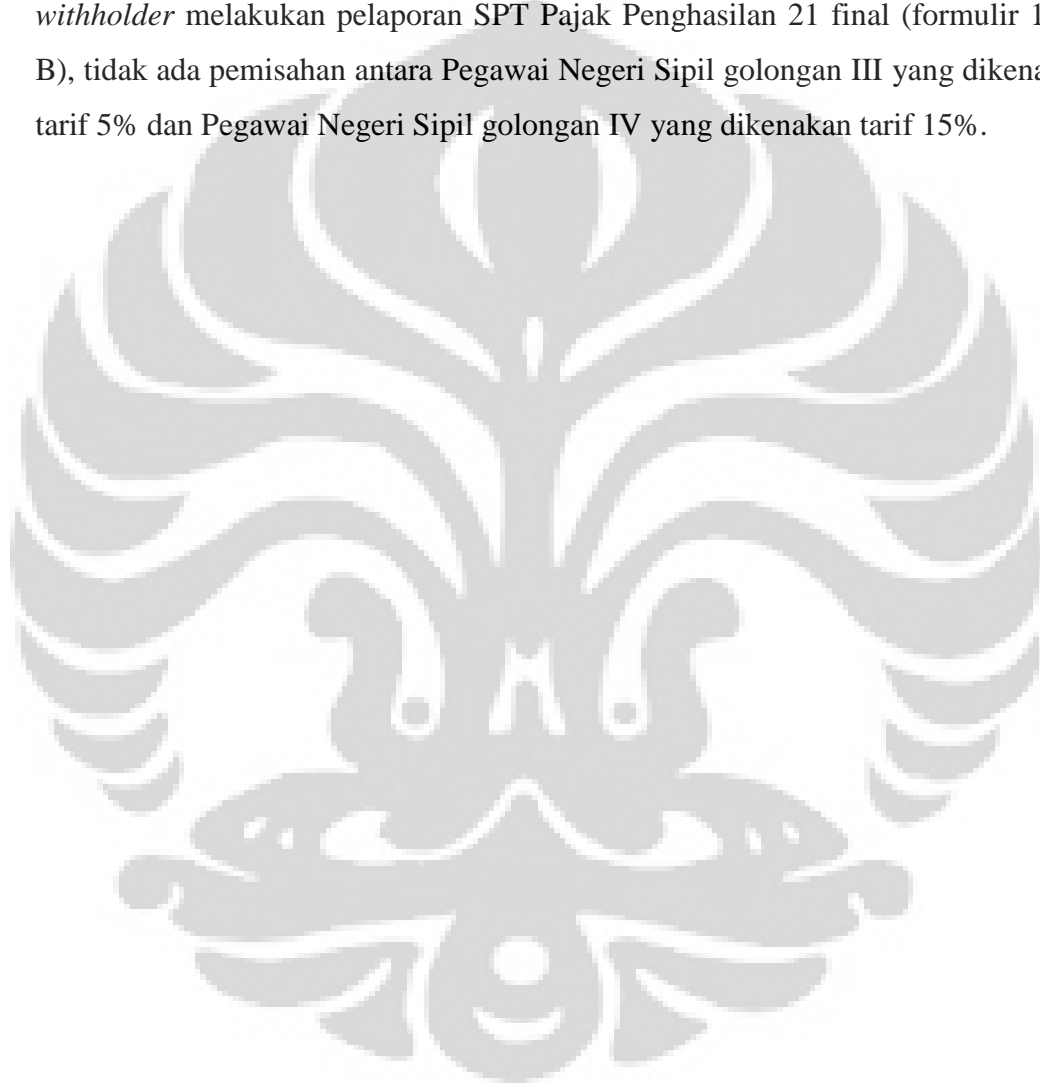 withholder melakukan pelaporan SPT Pajak Penghasilan 21 final (formulir 1
B), tidak ada pemisahan antara Pegawai Negeri Sipil golongan III yang dikena
tarif 5% dan Pegawai Negeri Sipil golongan IV yang dikenakan tarif 15%.